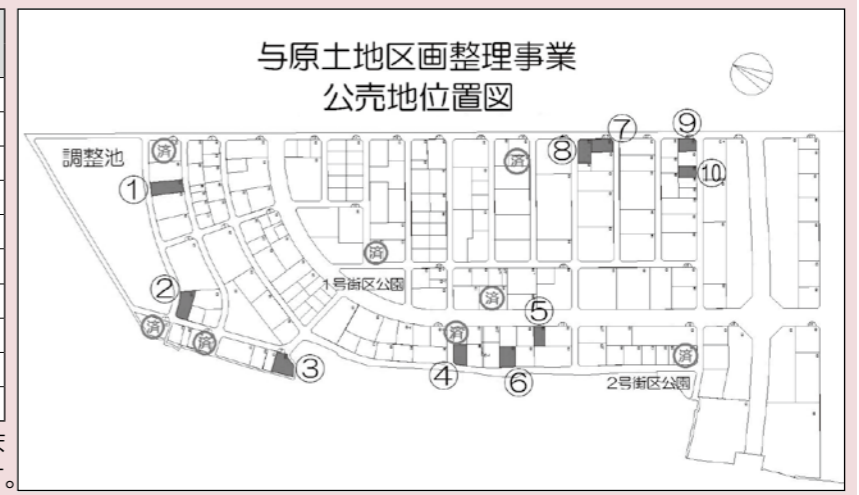 与原土地区画整理事業
公売地位置図
調整池
済
①
②
済
済
③
1号街区公園
済
済
④
済
⑤
⑥
済
⑦
⑧
⑨
⑩
2号街区公園
済
。